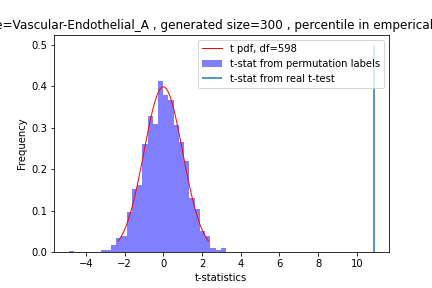 =Vascular-Endothelial_A , generated size=300 , percentile in emperical
0.5
0.4
0.3
0.2
0.1
0.0
Frequency
t pdf, df=598
t-stat from permutation labels
t-stat from real t-test
−4 −2 0 2 4 6 8 10
t-statistics